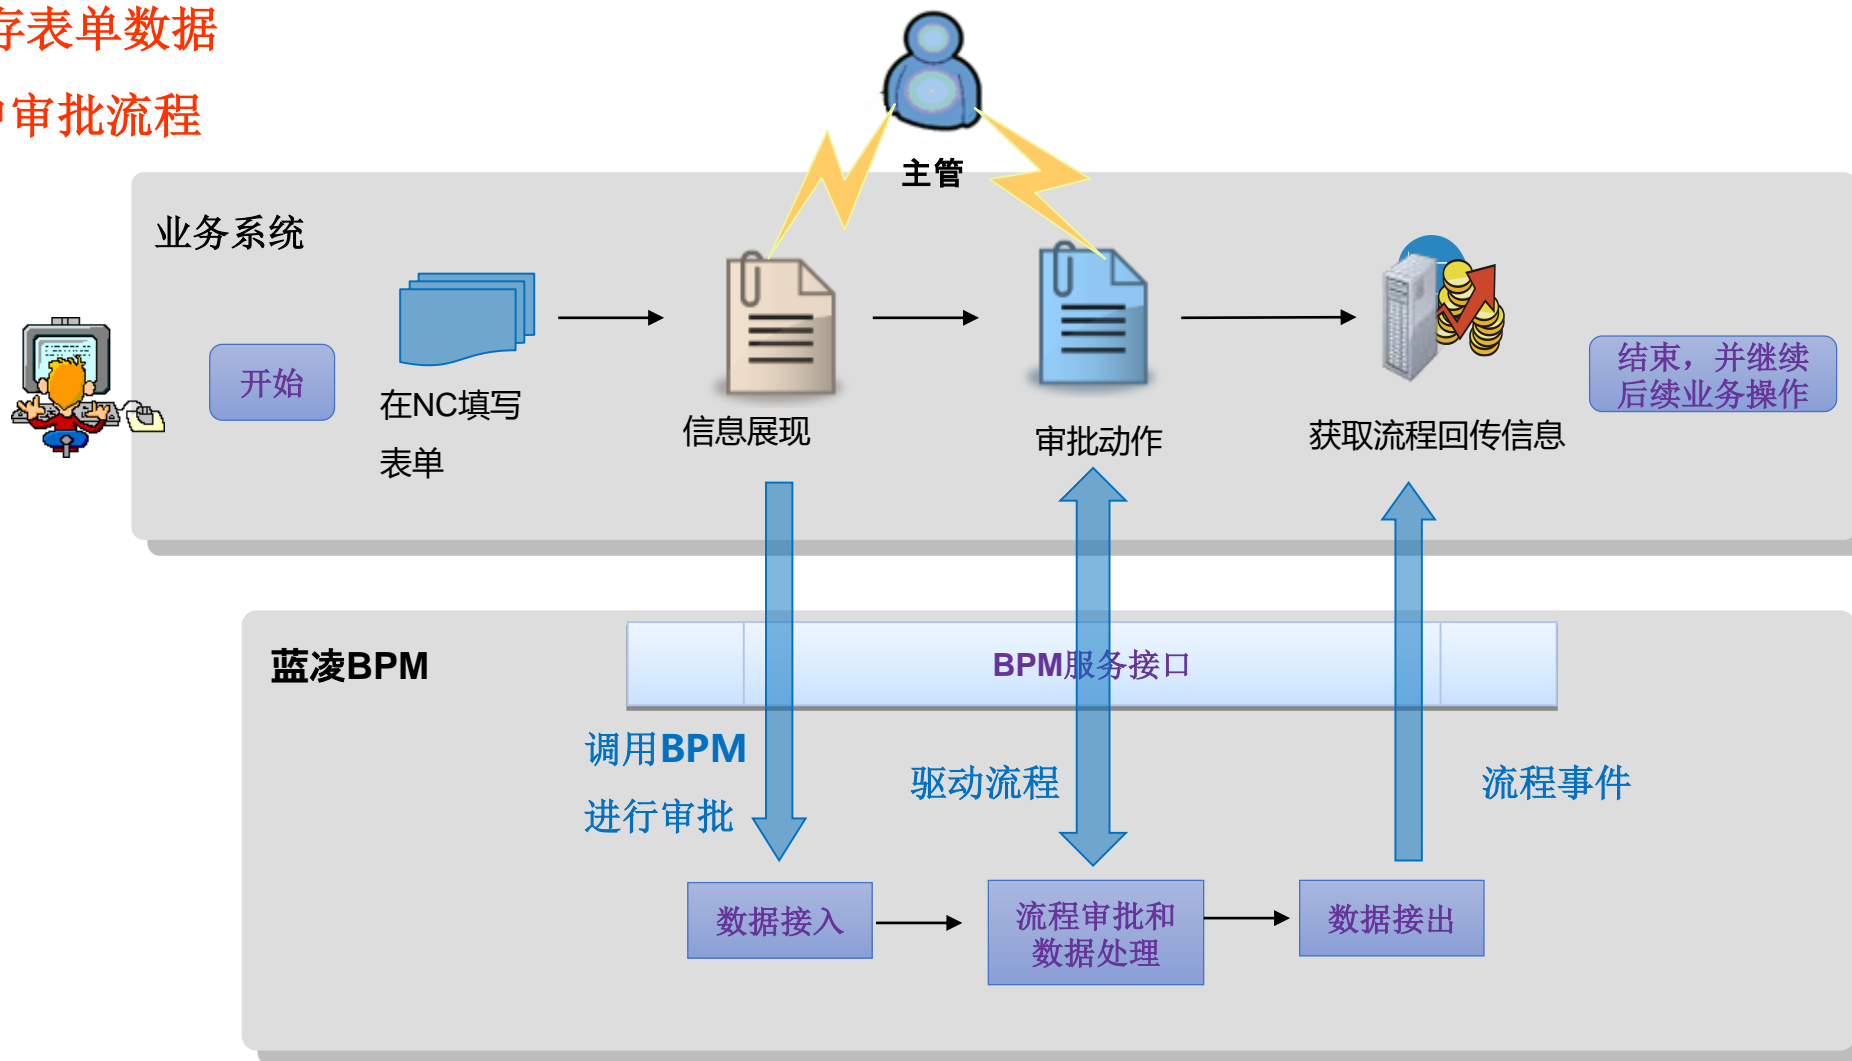 存表单数据
审批流程
主管
业务系统
开始
在NC填写
表单
信息展现
审批动作
获取流程回传信息
结束，并继续
后续业务操作
蓝凌BPM
BPM服务接口
调用BPM
进行审批
驱动流程
流程事件
数据接入
流程审批和
数据处理
数据接出